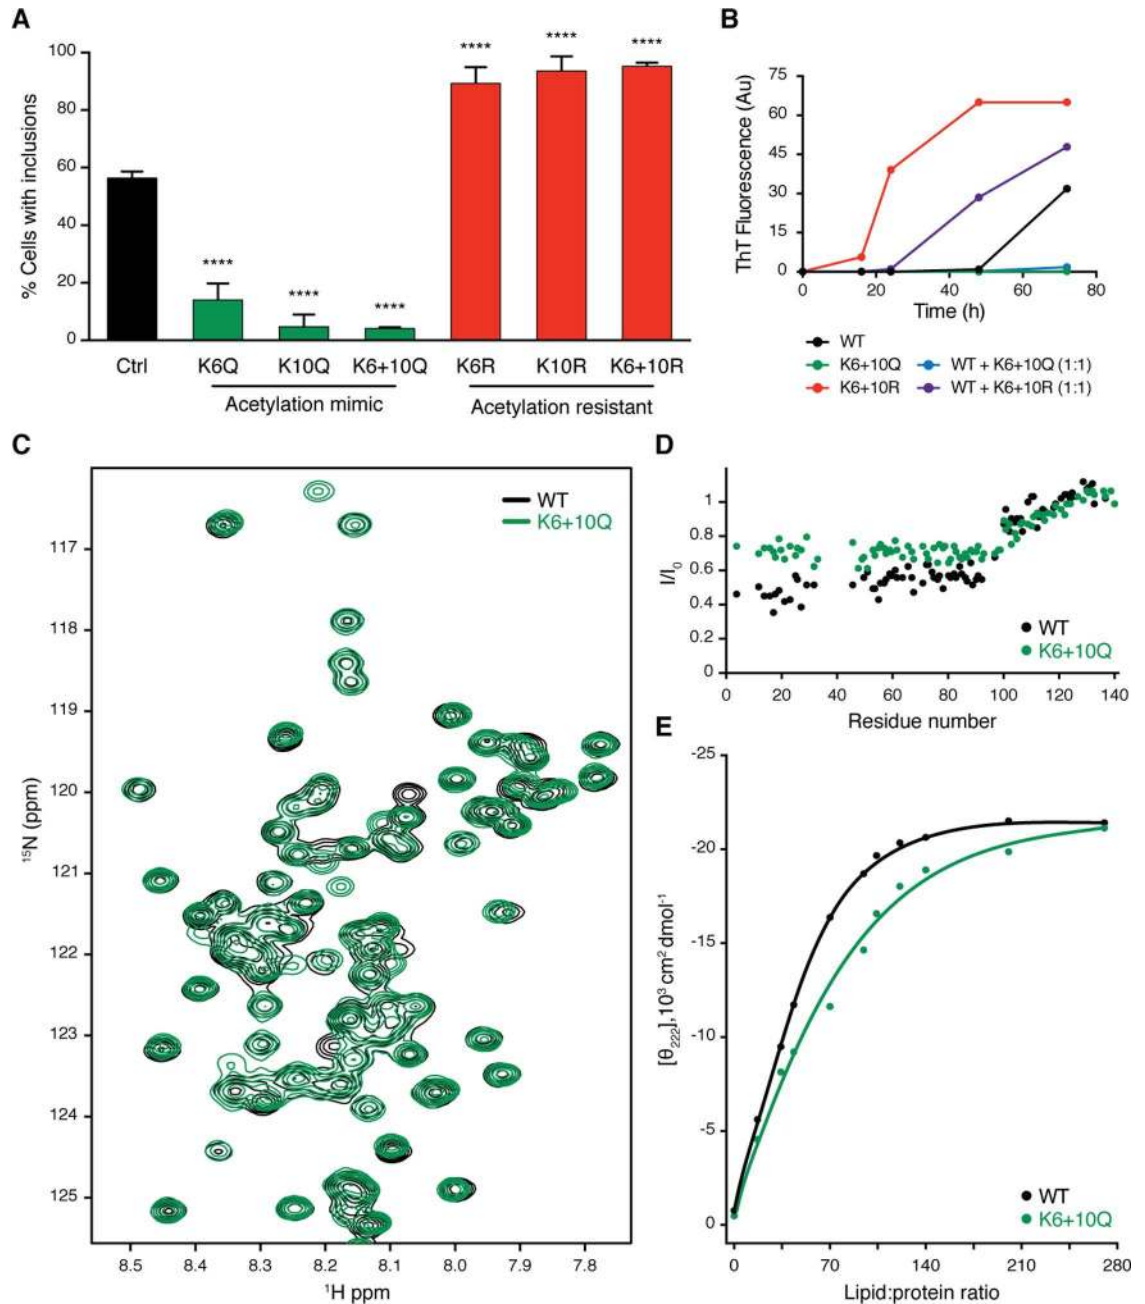 A
% Cells with inclusions
100
80
60
40
20
0
**** **** **** **** **** ****
Ctrl K6Q K10Q K6+10Q K6R K10R K6+10R
Acetylation mimic Acetylation resistant
B
ThT Fluorescence (Au)
75
60
45
30
15
0
0 20 40 60 80
Time (h)
WT
K6+10Q WT + K6+10Q (1:1)
K6+10R WT + K6+10R (1:1)
C
WT
K6+10Q
15N (ppm)
117
118
119
120
121
122
123
124
125
8.5 8.4 8.3 8.2 8.1 8.0 7.9 7.8
1H ppm
D
I/I0
1
0.8
0.6
0.4
0.2
0
WT
K6+10Q
0 20 40 60 80 100 120 140
Residue number
E
[θ222],10³ cm² dmol⁻¹
-25
-20
-15
-10
-5
0
WT
K6+10Q
0 70 140 210 280
Lipid:protein ratio